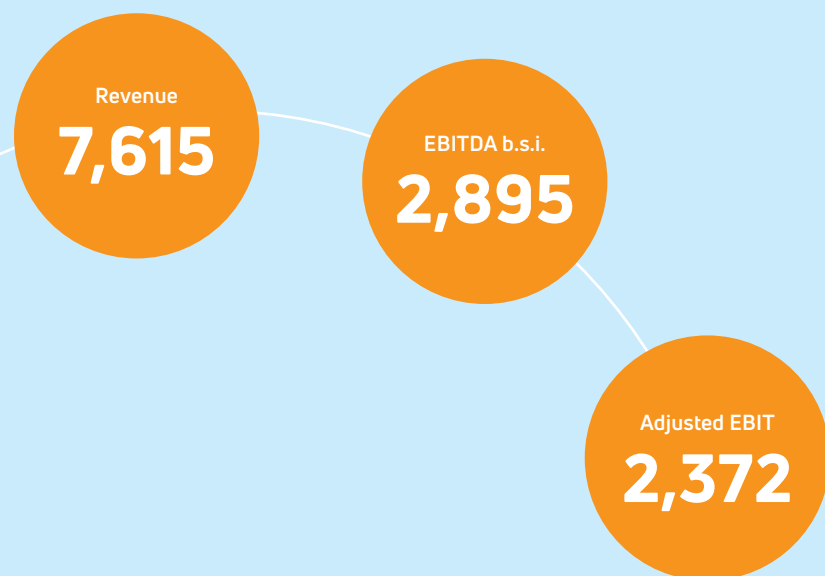 Revenue
7,615
EBITDA b.s.i.
2,895
Adjusted EBIT
2,372